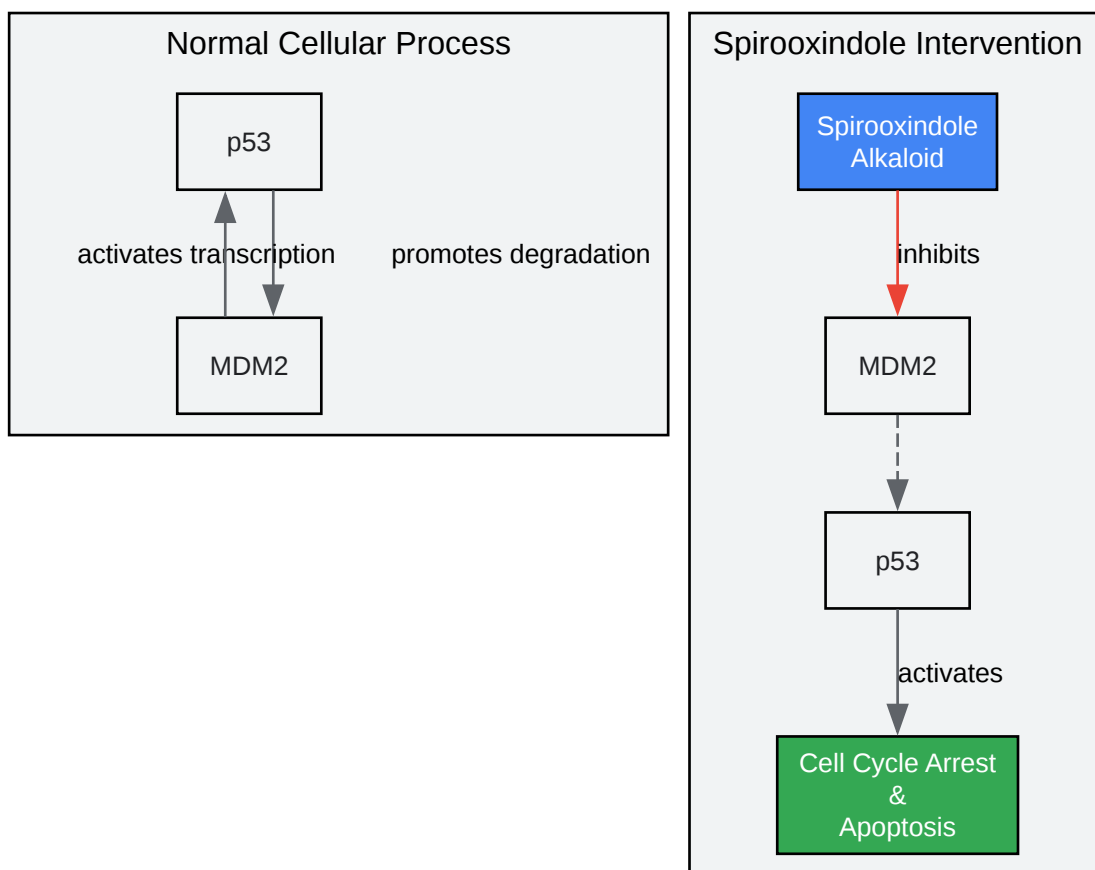 Normal Cellular Process
p53
activates transcription
promotes degradation
MDM2
Spirooxindole Intervention
Spirooxindole
Alkaloid
inhibits
MDM2
p53
activates
Cell Cycle Arrest
&
Apoptosis